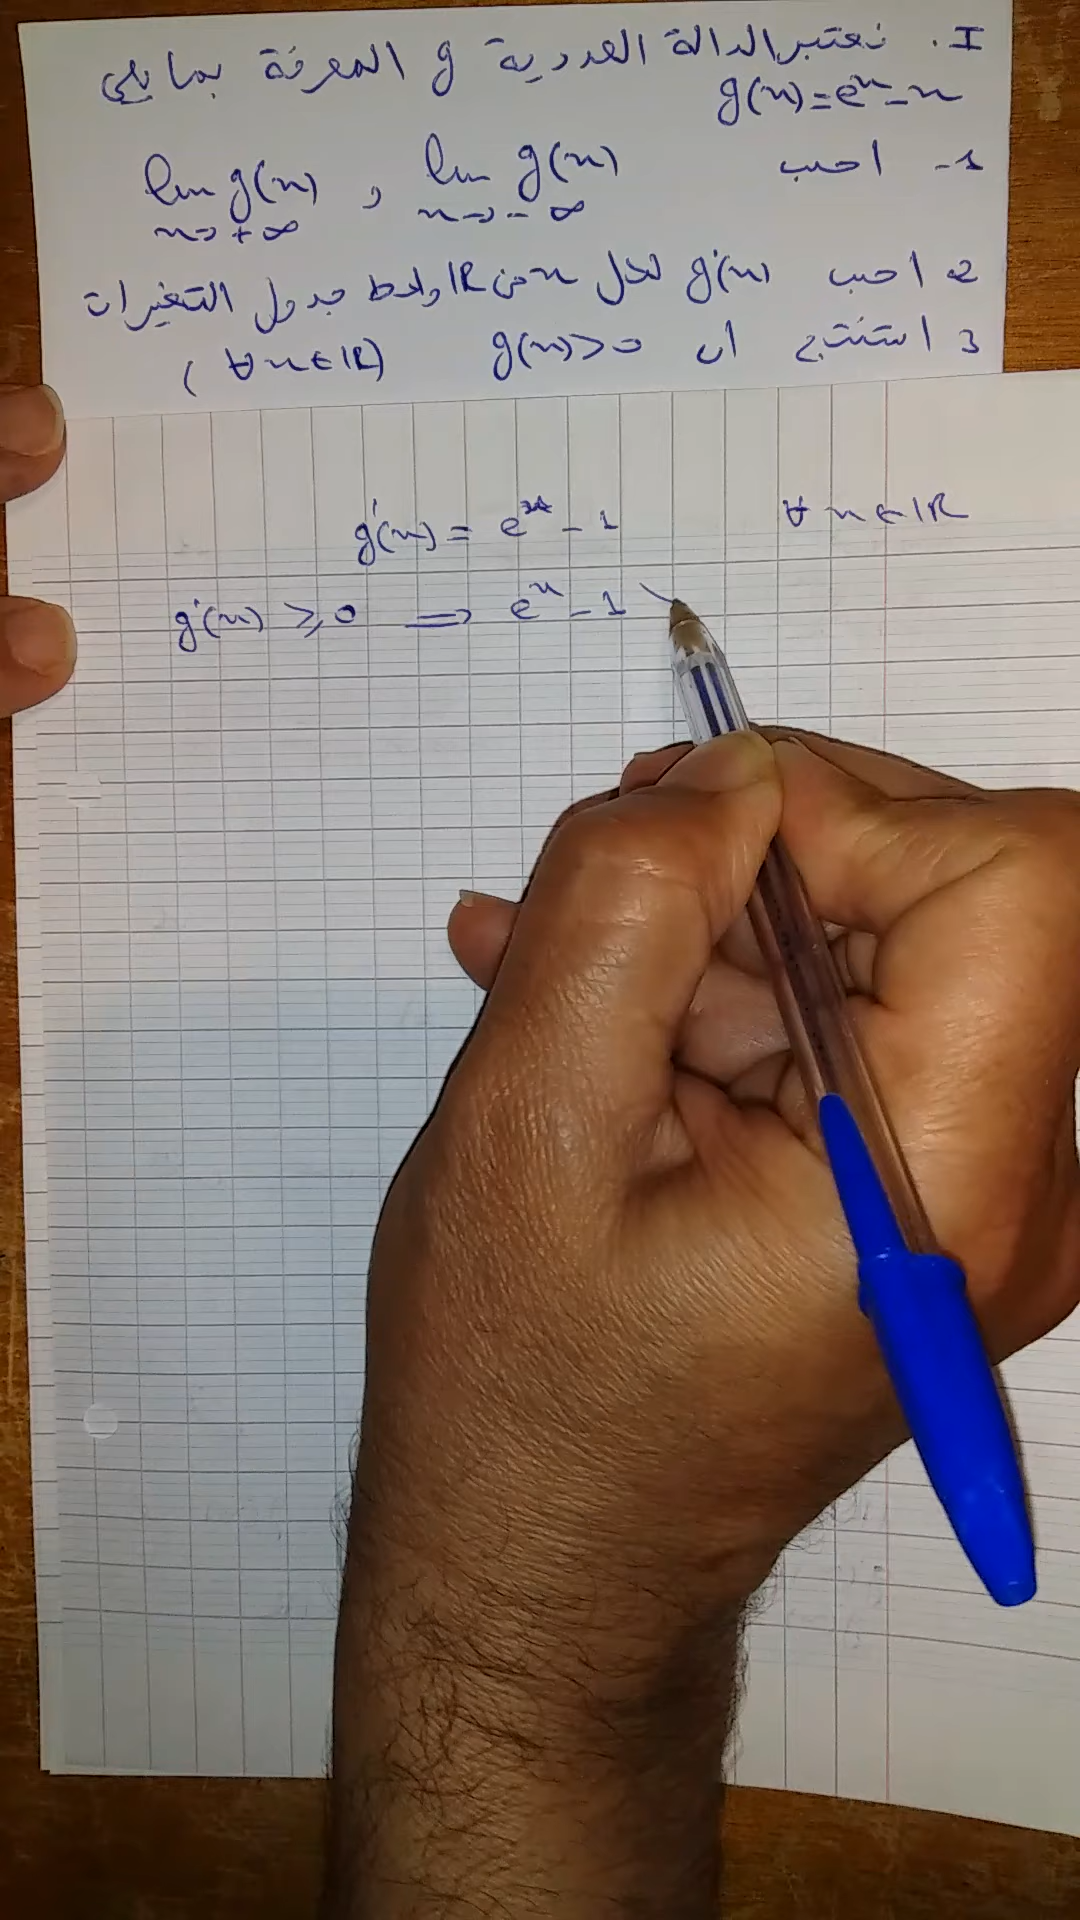 I. نعتبر الدالة العددية g المعرفة بما يلي
g(x)=eˣ-x
1- احسب lim g(x) x→-∞ , lim g(x) x→+∞
2 احسب g'(x) لكل x من IR واعط جدول التغيرات
3 استنتج ان g(x)>0 (∀x∈IR)
g'(x) = eˣ - 1 ∀x∈IR
g'(x) ⩾ 0 ⟹ eˣ - 1